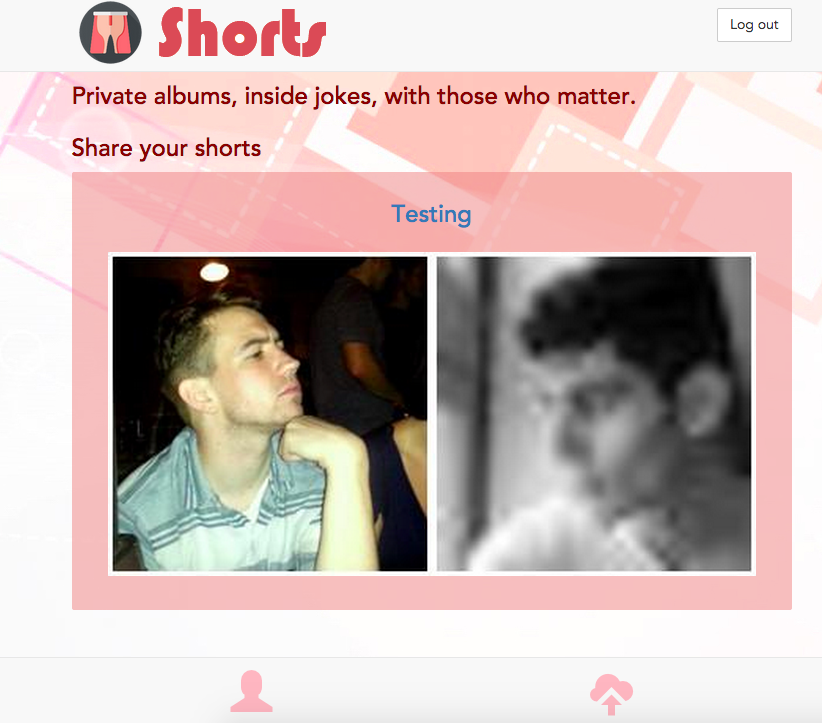 Shorts
Log out
Private albums, inside jokes, with those who matter.
Share your shorts
Testing